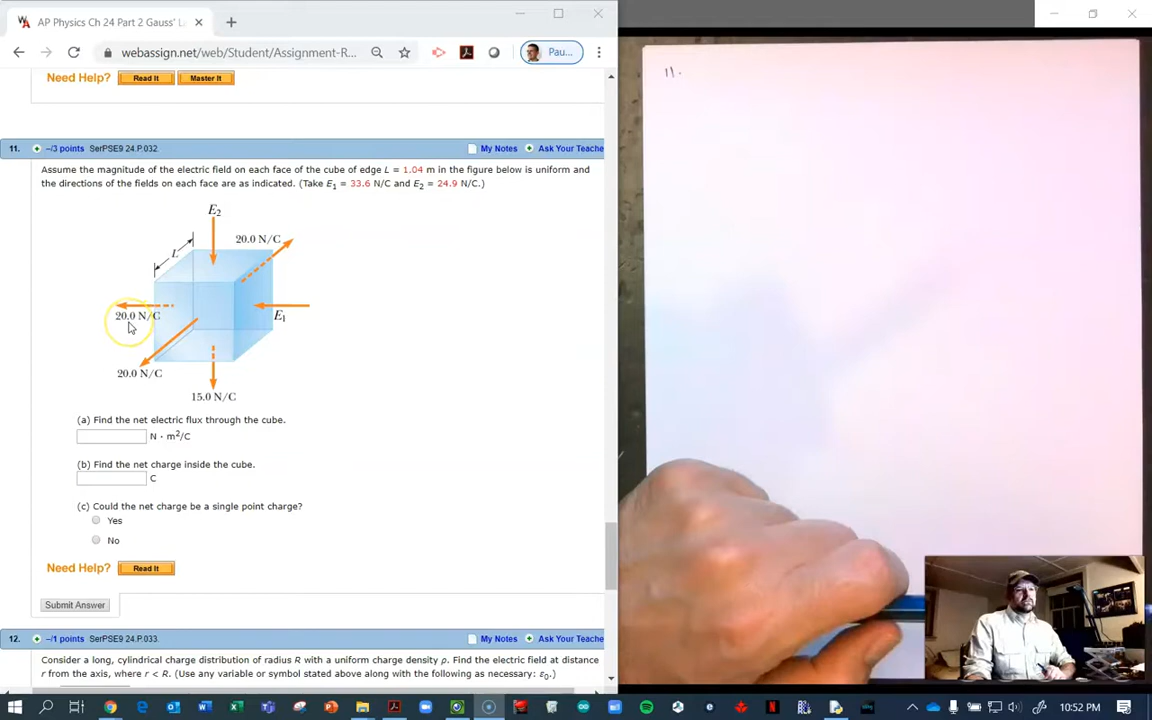 AP Physics Ch 24 Part 2 Gauss' La
webassign.net/web/Student/Assignment-R...
Pau...
Need Help? Read It Master It
11. –/3 points SerPSE9 24.P.032. My Notes Ask Your Teache
Assume the magnitude of the electric field on each face of the cube of edge L = 1.04 m in the figure below is uniform and
the directions of the fields on each face are as indicated. (Take E1 = 33.6 N/C and E2 = 24.9 N/C.)
E2
20.0 N/C
L
20.0 N/C
E1
20.0 N/C
15.0 N/C
(a) Find the net electric flux through the cube.
N · m²/C
(b) Find the net charge inside the cube.
C
(c) Could the net charge be a single point charge?
Yes
No
Need Help? Read It
Submit Answer
12. –/1 points SerPSE9 24.P.033. My Notes Ask Your Teache
Consider a long, cylindrical charge distribution of radius R with a uniform charge density ρ. Find the electric field at distance
r from the axis, where r < R. (Use any variable or symbol stated above along with the following as necessary: ε0.)
11.
10:52 PM